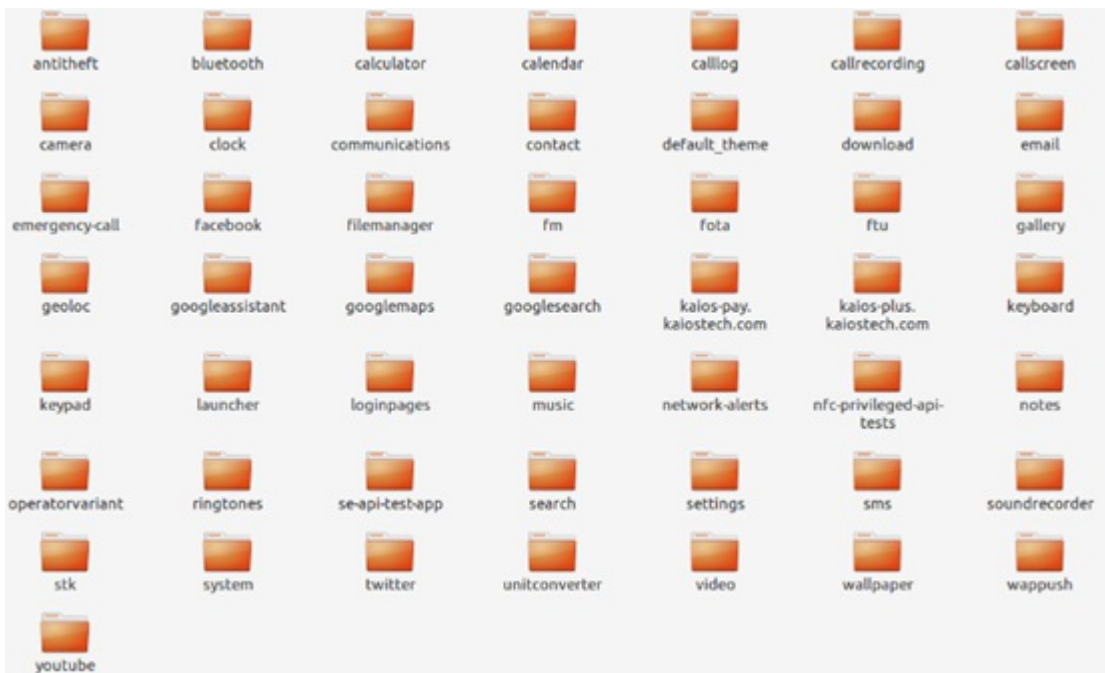 antitheft
bluetooth
calculator
calendar
calllog
callrecording
callscreen
camera
clock
communications
contact
default_theme
download
email
emergency-call
facebook
filemanager
fm
fota
ftu
gallery
geoloc
googleassistant
googlemaps
googlesearch
kaios-pay.
kaiostech.com
kaios-plus.
kaiostech.com
keyboard
keypad
launcher
loginpages
music
network-alerts
nfc-privileged-api-
tests
notes
operatorvariant
ringtones
se-api-test-app
search
settings
sms
soundrecorder
stk
system
twitter
unitconverter
video
wallpaper
wappush
youtube